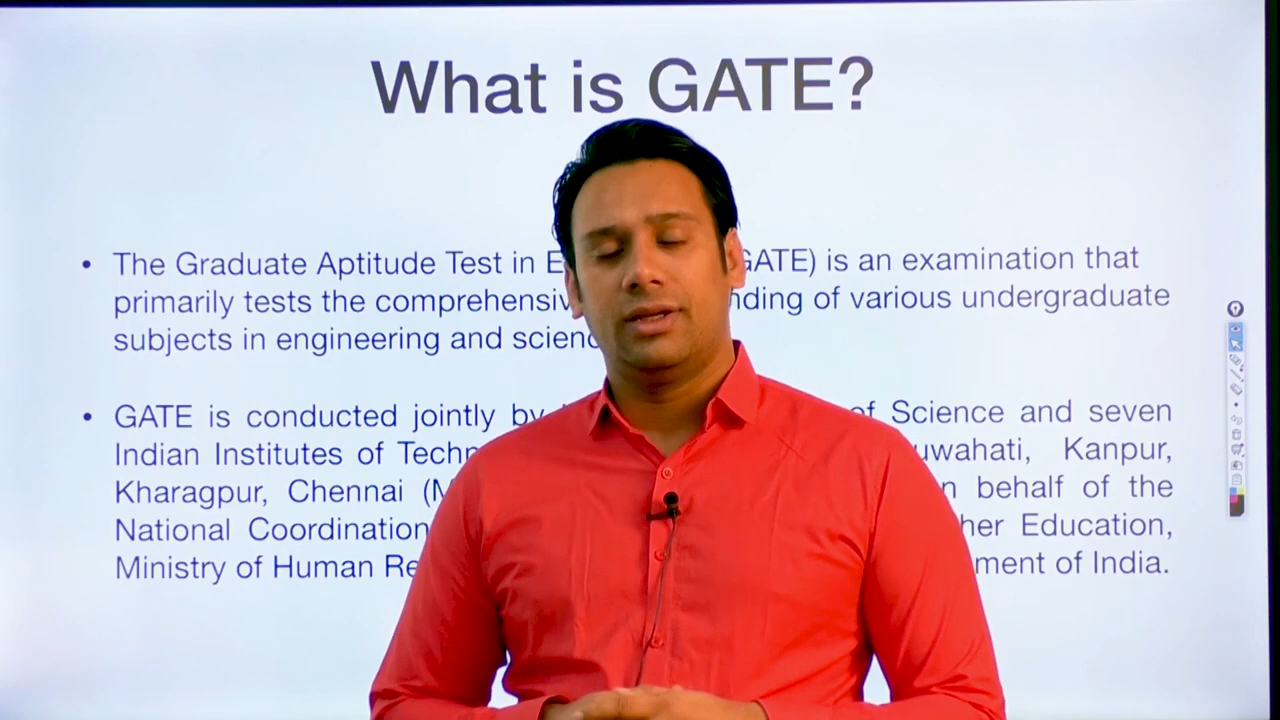 What is GATE?
• The Graduate Aptitude Test in E GATE) is an examination that
primarily tests the comprehensiv nding of various undergraduate
subjects in engineering and scienc
• GATE is conducted jointly by of Science and seven
Indian Institutes of Techn uwahati, Kanpur,
Kharagpur, Chennai (M n behalf of the
National Coordination her Education,
Ministry of Human Re ment of India.